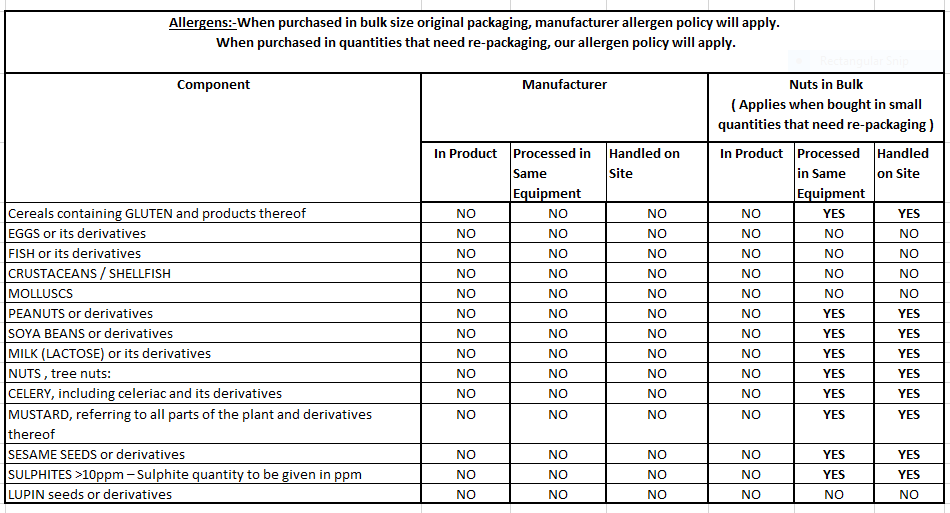 Allergens:-When purchased in bulk size original packaging, manufacturer allergen policy will apply.
When purchased in quantities that need re-packaging, our allergen policy will apply.
Component Manufacturer Nuts in Bulk
( Applies when bought in small
quantities that need re-packaging )
In Product Processed in Handled on In Product Processed Handled
Same Site in Same on Site
Equipment Equipment
Cereals containing GLUTEN and products thereof NO NO NO NO YES YES
EGGS or its derivatives NO NO NO NO NO NO
FISH or its derivatives NO NO NO NO NO NO
CRUSTACEANS / SHELLFISH NO NO NO NO NO NO
MOLLUSCS NO NO NO NO NO NO
PEANUTS or derivatives NO NO NO NO YES YES
SOYA BEANS or derivatives NO NO NO NO YES YES
MILK (LACTOSE) or its derivatives NO NO NO NO YES YES
NUTS , tree nuts: NO NO NO NO YES YES
CELERY, including celeriac and its derivatives NO NO NO NO YES YES
MUSTARD, referring to all parts of the plant and derivatives NO NO NO NO YES YES
thereof
SESAME SEEDS or derivatives NO NO NO NO YES YES
SULPHITES >10ppm – Sulphite quantity to be given in ppm NO NO NO NO YES YES
LUPIN seeds or derivatives NO NO NO NO NO NO